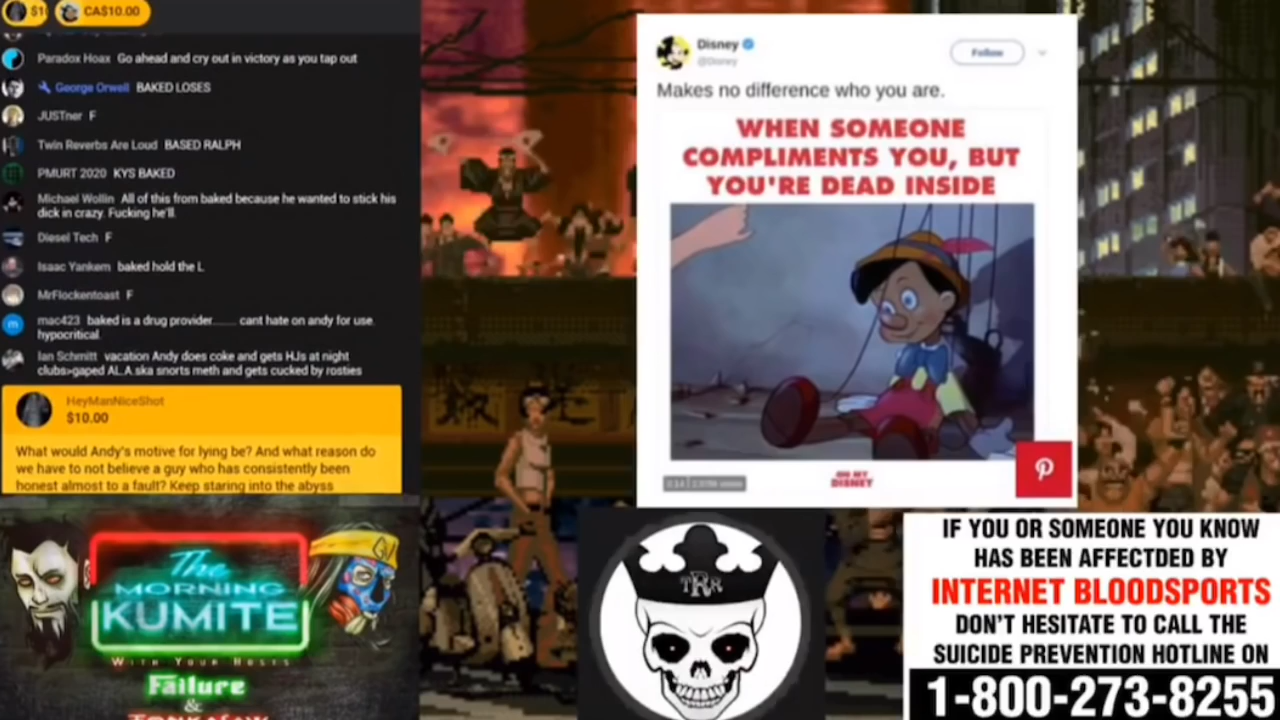 $1
CA$10.00
Paradox Hoax Go ahead and cry out in victory as you tap out
George Orwell BAKED LOSES
JUSTner F
Twin Reverbs Are Loud BASED RALPH
PMURT 2020 KYS BAKED
Michael Wollin All of this from baked because he wanted to stick his
dick in crazy. Fucking he'll.
Diesel Tech F
Isaac Yankem baked hold the L
MrFlockentoast F
m
mac423 baked is a drug provider........ cant hate on andy for use.
hypocritical.
Ian Schmitt vacation Andy does coke and gets HJs at night
clubs>gaped AL.A.ska snorts meth and gets cucked by rosties
HeyManNiceShot
$10.00
What would Andy's motive for lying be? And what reason do
we have to not believe a guy who has consistently been
honest almost to a fault? Keep staring into the abyss
Disney
@Disney
Follow
Makes no difference who you are.
WHEN SOMEONE
COMPLIMENTS YOU, BUT
YOU'RE DEAD INSIDE
OH MY
DISNEY
The
MORNING
KUMITE
With Your Hosts
Failure
&
TRR
IF YOU OR SOMEONE YOU KNOW
HAS BEEN AFFECTDED BY
INTERNET BLOODSPORTS
DON'T HESITATE TO CALL THE
SUICIDE PREVENTION HOTLINE ON
1-800-273-8255